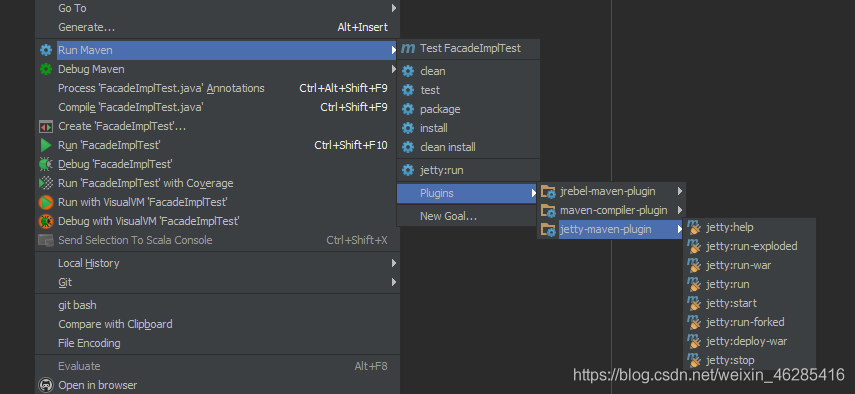 Go To
Generate... Alt+Insert
Run Maven
Debug Maven
Process 'FacadeImplTest.java' Annotations Ctrl+Alt+Shift+F9
Compile 'FacadeImplTest.java' Ctrl+Shift+F9
Create 'FacadeImplTest'...
Run 'FacadeImplTest' Ctrl+Shift+F10
Debug 'FacadeImplTest'
Run 'FacadeImplTest' with Coverage
Run with VisualVM 'FacadeImplTest'
Debug with VisualVM 'FacadeImplTest'
Send Selection To Scala Console Ctrl+Shift+X
Local History
Git
git bash
Compare with Clipboard
File Encoding
Evaluate Alt+F8
Open in browser
Test FacadeImplTest
clean
test
package
install
clean install
jetty:run
Plugins
New Goal...
jrebel-maven-plugin
maven-compiler-plugin
jetty-maven-plugin
jetty:help
jetty:run-exploded
jetty:run-war
jetty:run
jetty:start
jetty:run-forked
jetty:deploy-war
jetty:stop
https://blog.csdn.net/weixin_46285416